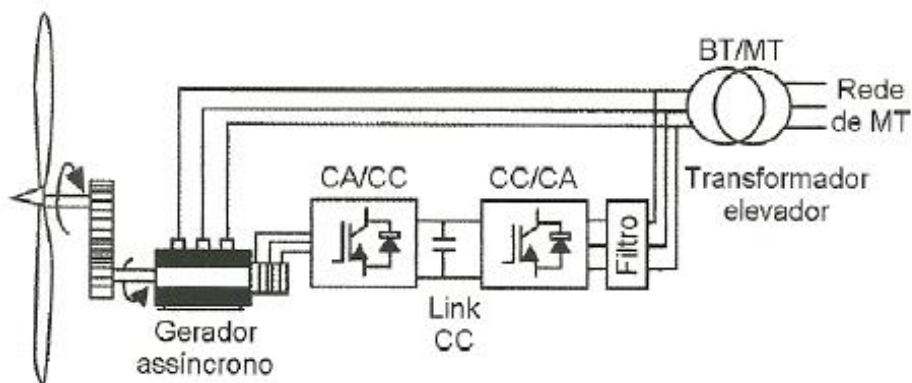 BT/MT
Rede
de MT
CA/CC
CC/CA
Transformador
elevador
Filtro
Link
CC
Gerador
assíncrono